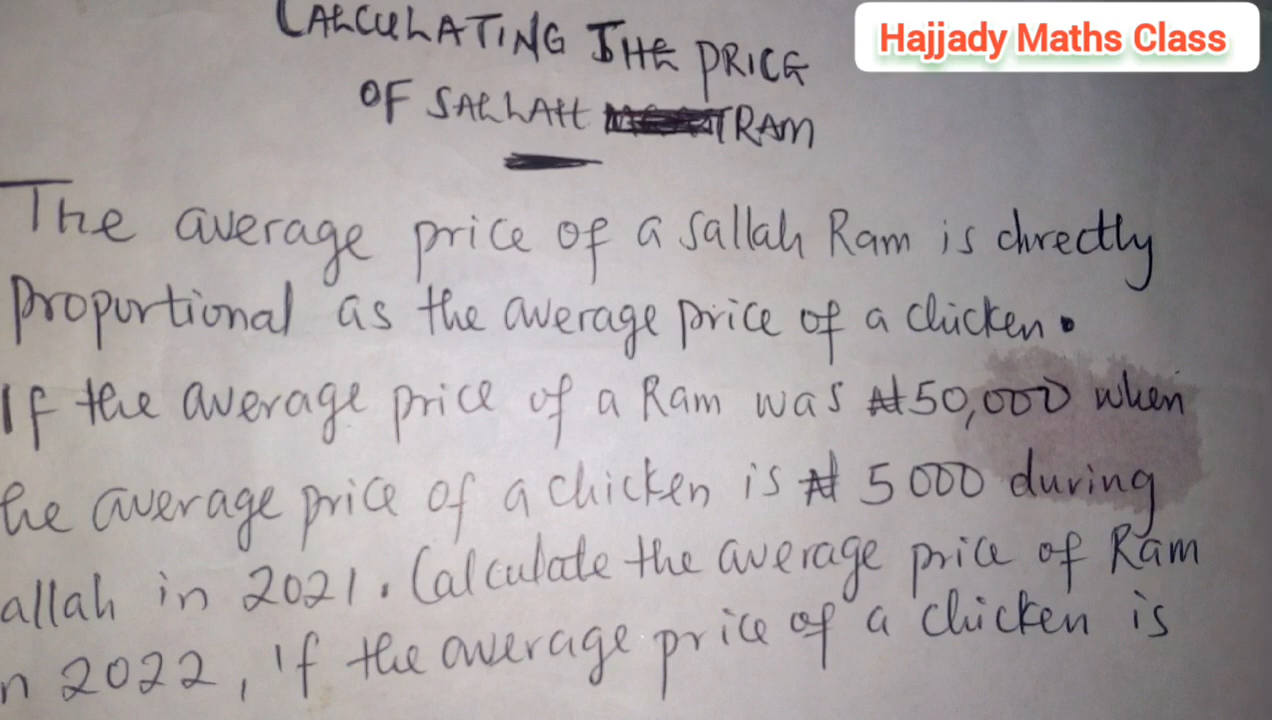 Hajjady Maths Class
CALCULATING THE PRICE
OF SALLAH RAM
The average price of a Sallah Ram is directly
proportional as the average price of a chicken.
If the average price of a Ram was ₦50,000 when
he average price of a chicken is ₦ 5000 during
allah in 2021. Calculate the average price of Ram
n 2022, if the average price of a chicken is